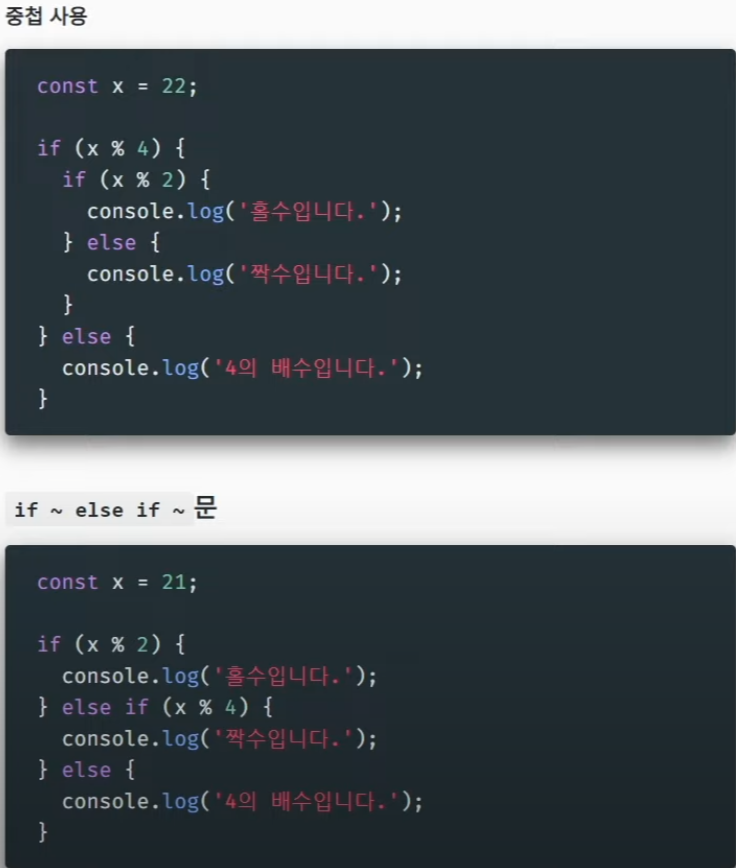 중첩 사용
const x = 22;
if (x % 4) {
  if (x % 2) {
    console.log('홀수입니다.');
  } else {
    console.log('짝수입니다.');
  }
} else {
  console.log('4의 배수입니다.');
}
if ~ else if ~ 문
const x = 21;
if (x % 2) {
  console.log('홀수입니다.');
} else if (x % 4) {
  console.log('짝수입니다.');
} else {
  console.log('4의 배수입니다.');
}